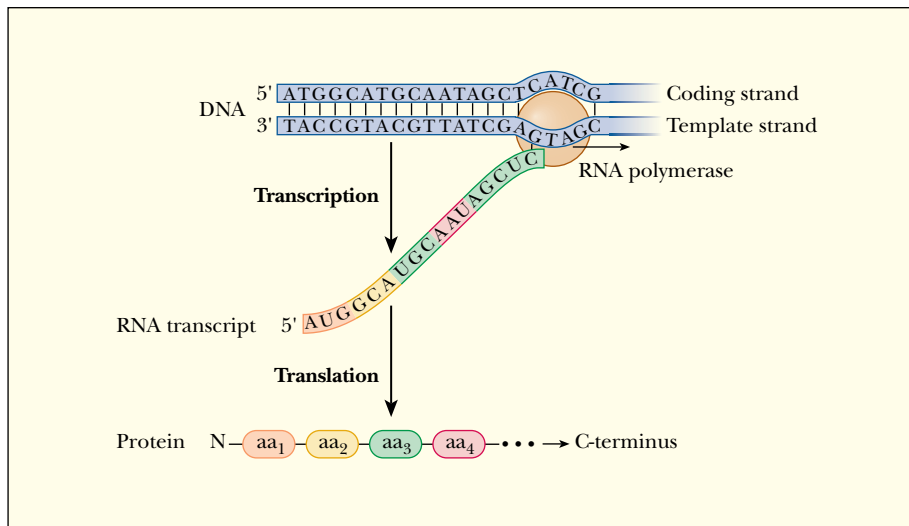 5' ATGGCATGCAATAGCTCATCG Coding strand
DNA
3' TACCGTACGTTATCGAGTAGC Template strand
RNA polymerase
Transcription
RNA transcript 5' AUGGCAUGCAAUAGCUC
Translation
Protein N aa1 aa2 aa3 aa4 ••• C-terminus